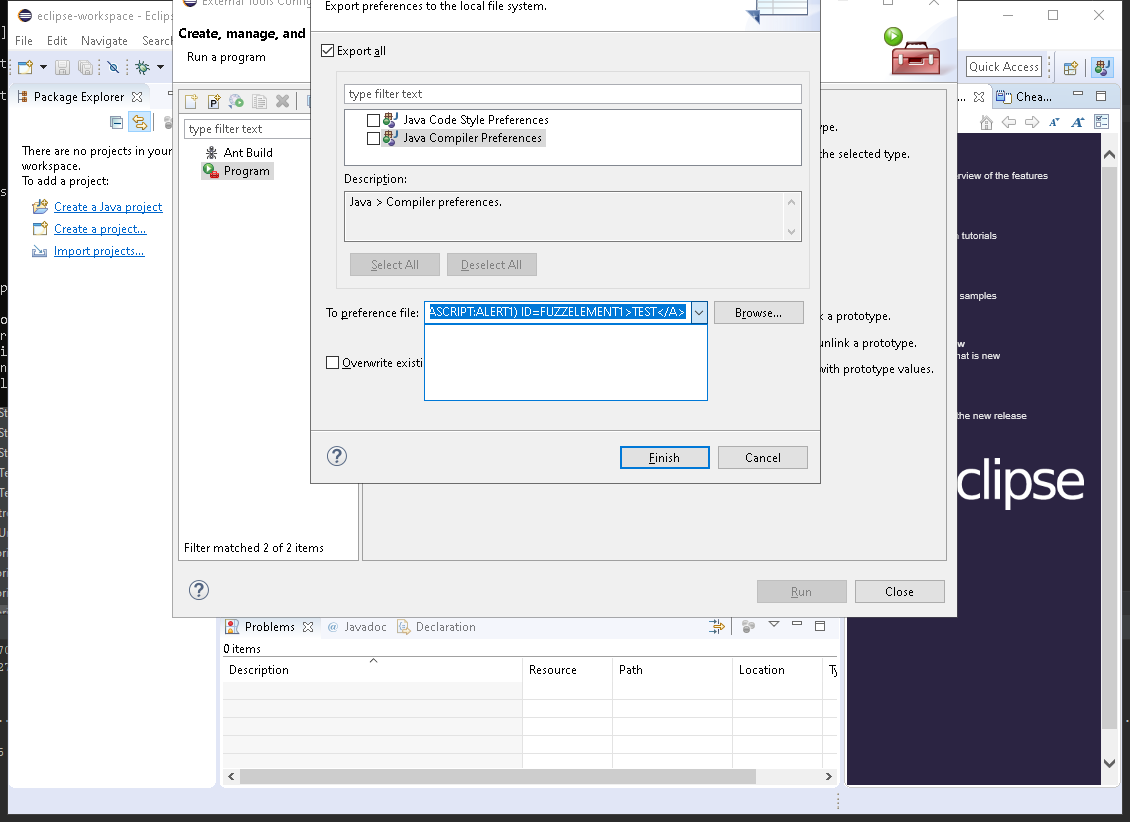 eclipse-workspace - Eclips
File Edit Navigate Searc
Quick Access
Package Explorer
There are no projects in your
workspace.
To add a project:
Create a Java project
Create a project...
Import projects...
External Tools Config
Create, manage, and
Run a program
type filter text
Ant Build
Program
Filter matched 2 of 2 items
ype.
the selected type.
k a prototype.
unlink a prototype.
with prototype values.
Run
Close
Export preferences to the local file system.
Export all
type filter text
Java Code Style Preferences
Java Compiler Preferences
Description:
Java > Compiler preferences.
Select All
Deselect All
To preference file:
ASCRIPT:ALERT1) ID=FUZZELEMENT1>TEST</A>
Browse...
Overwrite existi
Finish
Cancel
... Chea...
rview of the features
tutorials
samples
w
hat is new
the new release
clipse
Problems
@ Javadoc
Declaration
0 items
Description
Resource
Path
Location
Ty